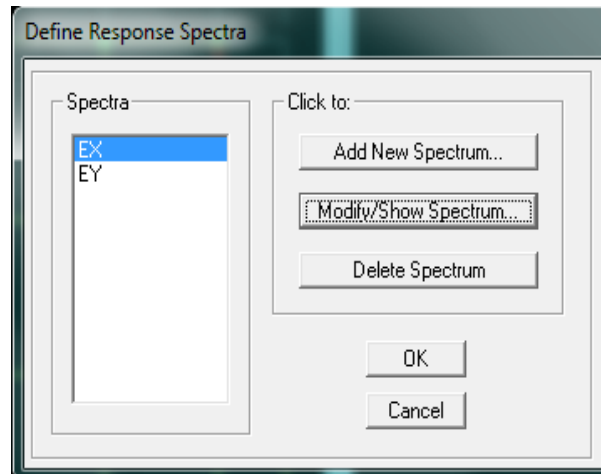 Define Response Spectra
Spectra
EX
EY
Click to:
Add New Spectrum...
Modify/Show Spectrum...
Delete Spectrum
OK
Cancel